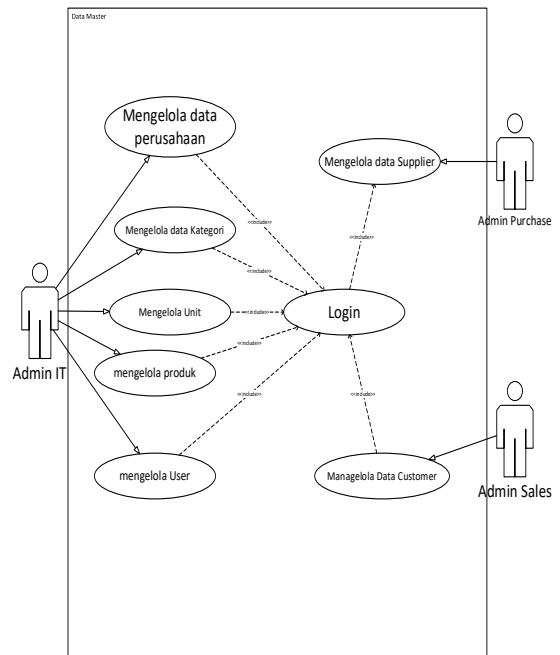 Data Master
Mengelola data
perusahaan
Mengelola data Supplier
Admin Purchase
Mengelola data Kategori
Mengelola Unit
Login
mengelola produk
Admin IT
mengelola User
Managelola Data Customer
Admin Sales
<<include>>
<<include>>
<<include>>
<<include>>
<<include>>
<<include>>
<<include>>